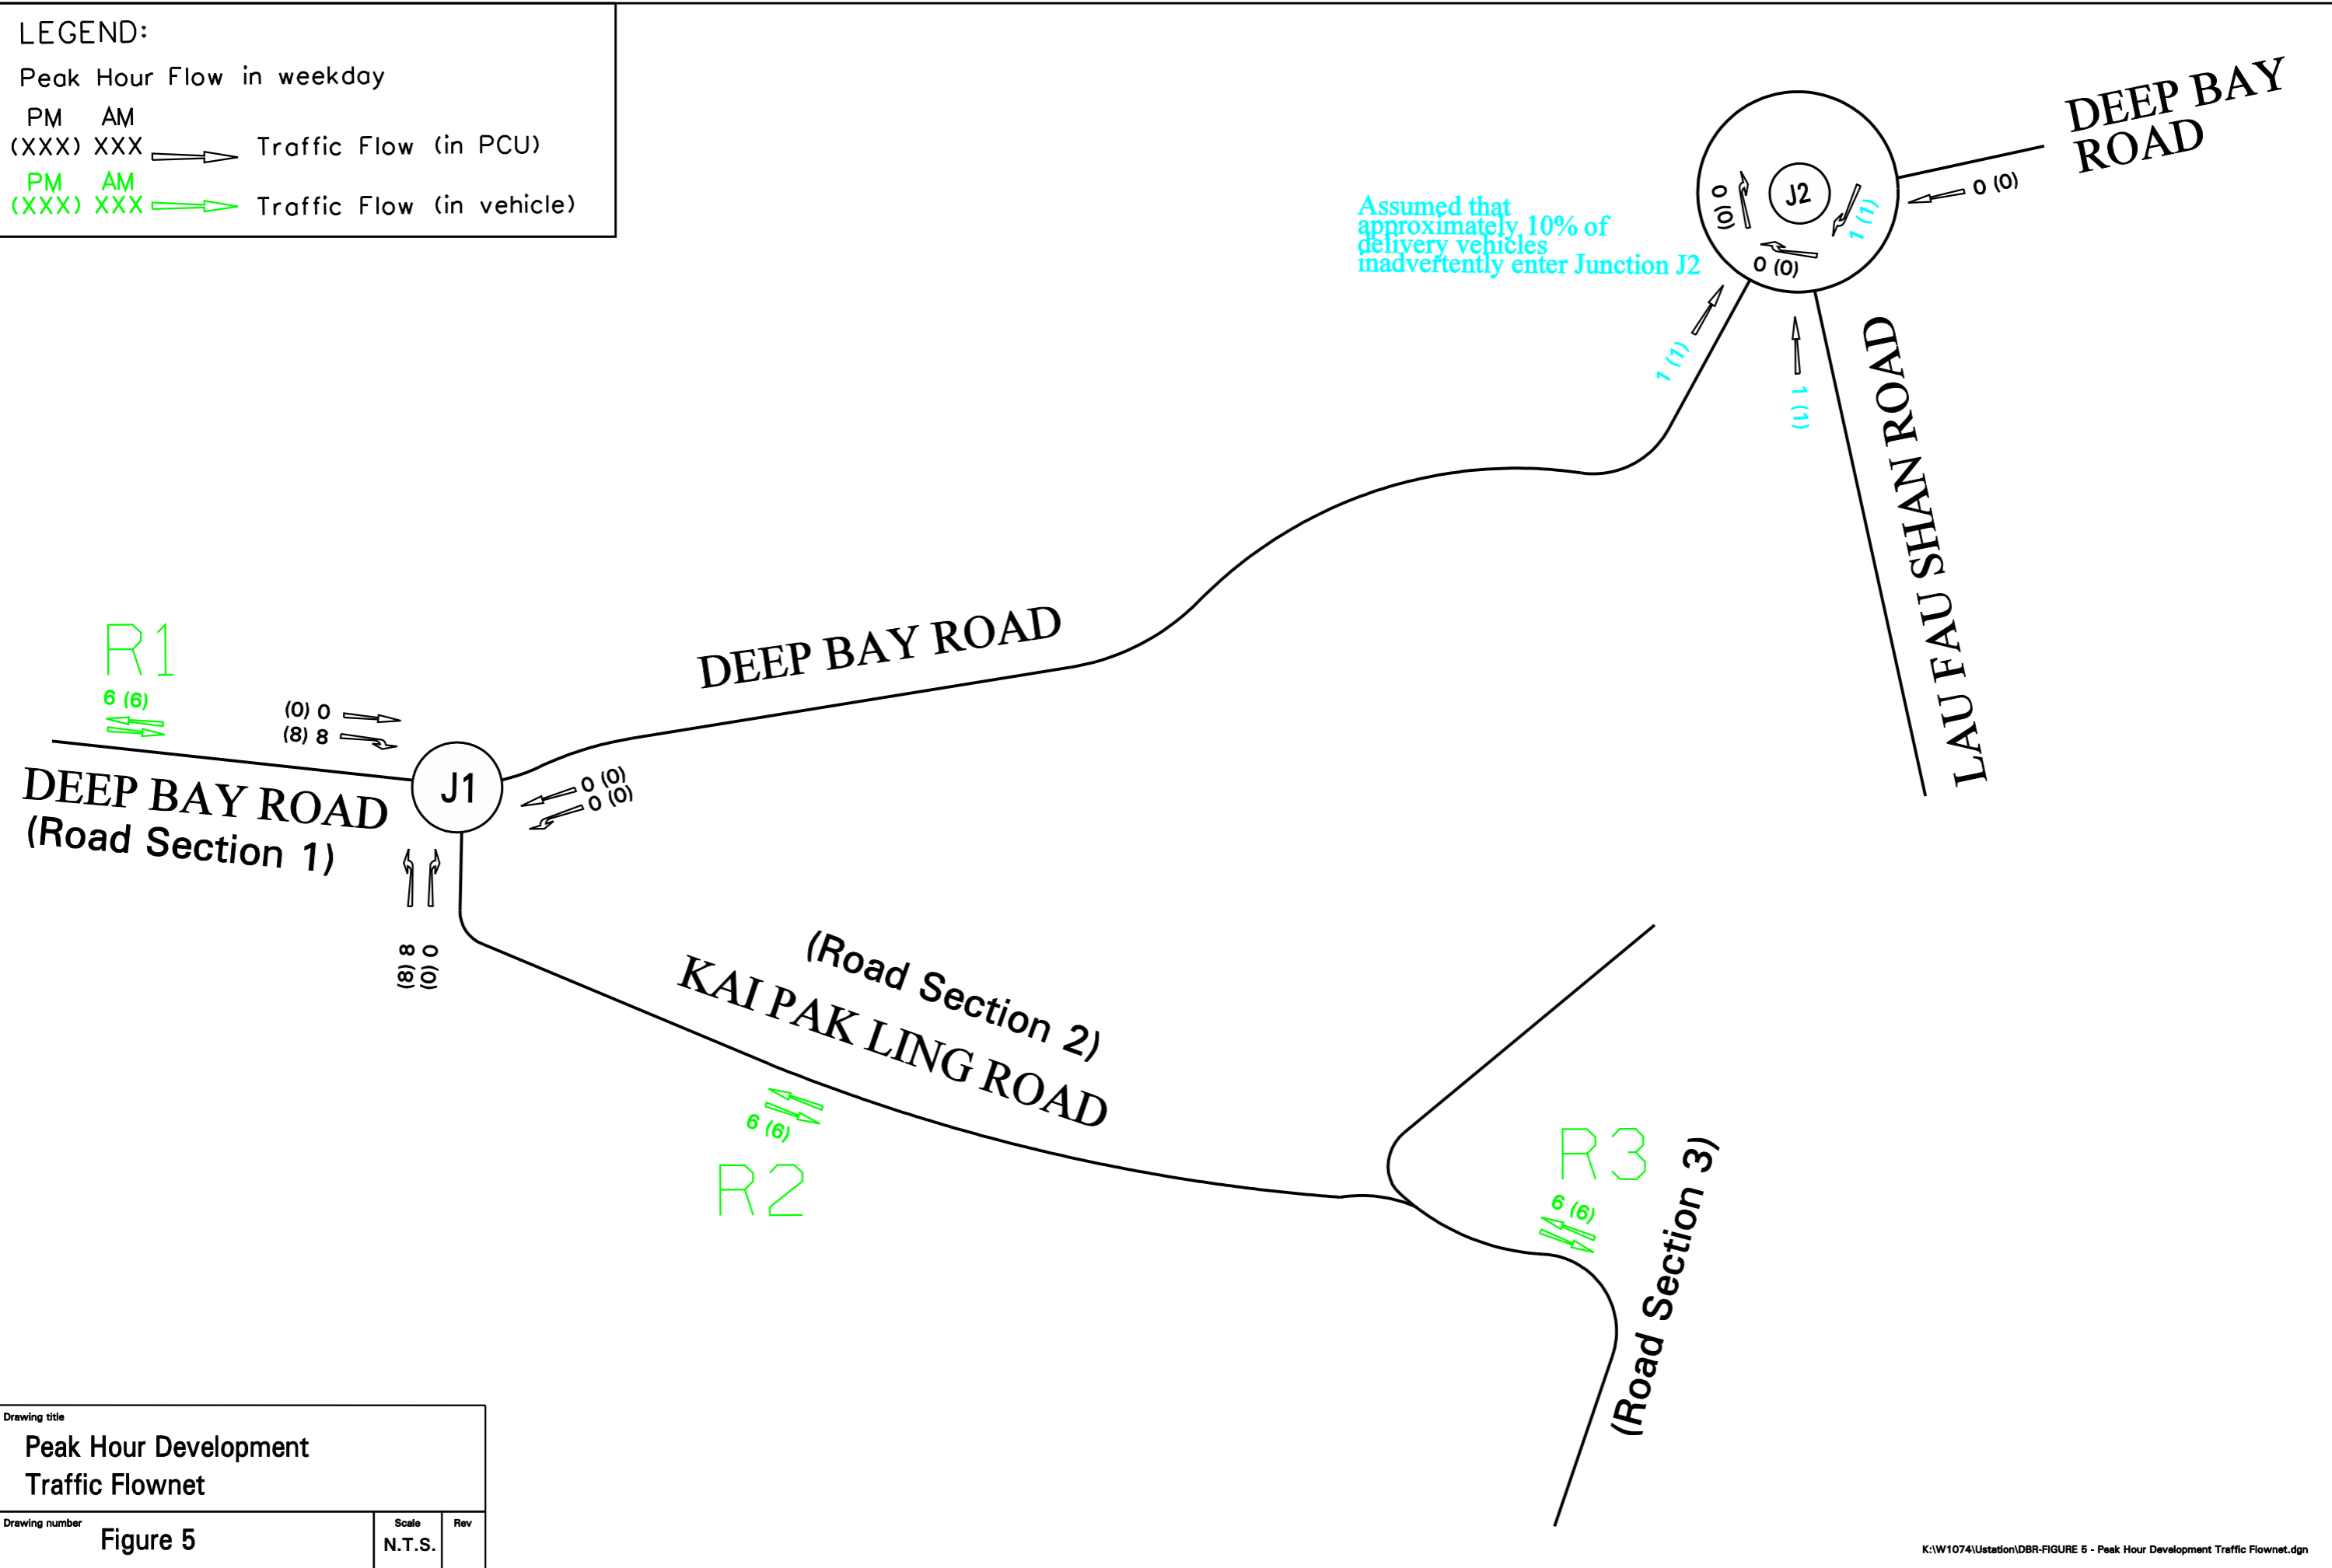 LEGEND:
Peak Hour Flow in weekday
PM AM
(XXX) XXX Traffic Flow (in PCU)
PM AM
(XXX) XXX Traffic Flow (in vehicle)
DEEP BAY
ROAD
J2
0 (0)
1 (1)
0 (0)
0 (0)
Assumed that
approximately 10% of
delivery vehicles
inadvertently enter Junction J2
1 (1)
1 (1)
LAU FAU SHAN ROAD
DEEP BAY ROAD
R1
6 (6)
(0) 0
(8) 8
J1
0 (0)
0 (0)
DEEP BAY ROAD
(Road Section 1)
(8) 8
(0) 0
(Road Section 2)
KAI PAK LING ROAD
6 (6)
R2
R3
6 (6)
(Road Section 3)
Drawing title
Peak Hour Development
Traffic Flownet
Drawing number
Figure 5
Scale
N.T.S.
Rev
K:\W1074\Ustation\DBR-FIGURE 5 - Peak Hour Development Traffic Flownet.dgn